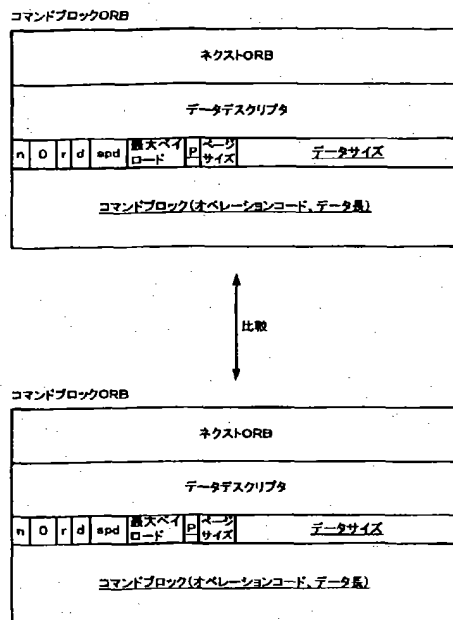 コマンドブロックORB
ネクストORB
データデスクリプタ
n 0 r d spd 最大ペイロード P ページサイズ データサイズ
コマンドブロック(オペレーションコード、データ長)
比較
コマンドブロックORB
ネクストORB
データデスクリプタ
n 0 r d spd 最大ペイロード P ページサイズ データサイズ
コマンドブロック(オペレーションコード、データ長)